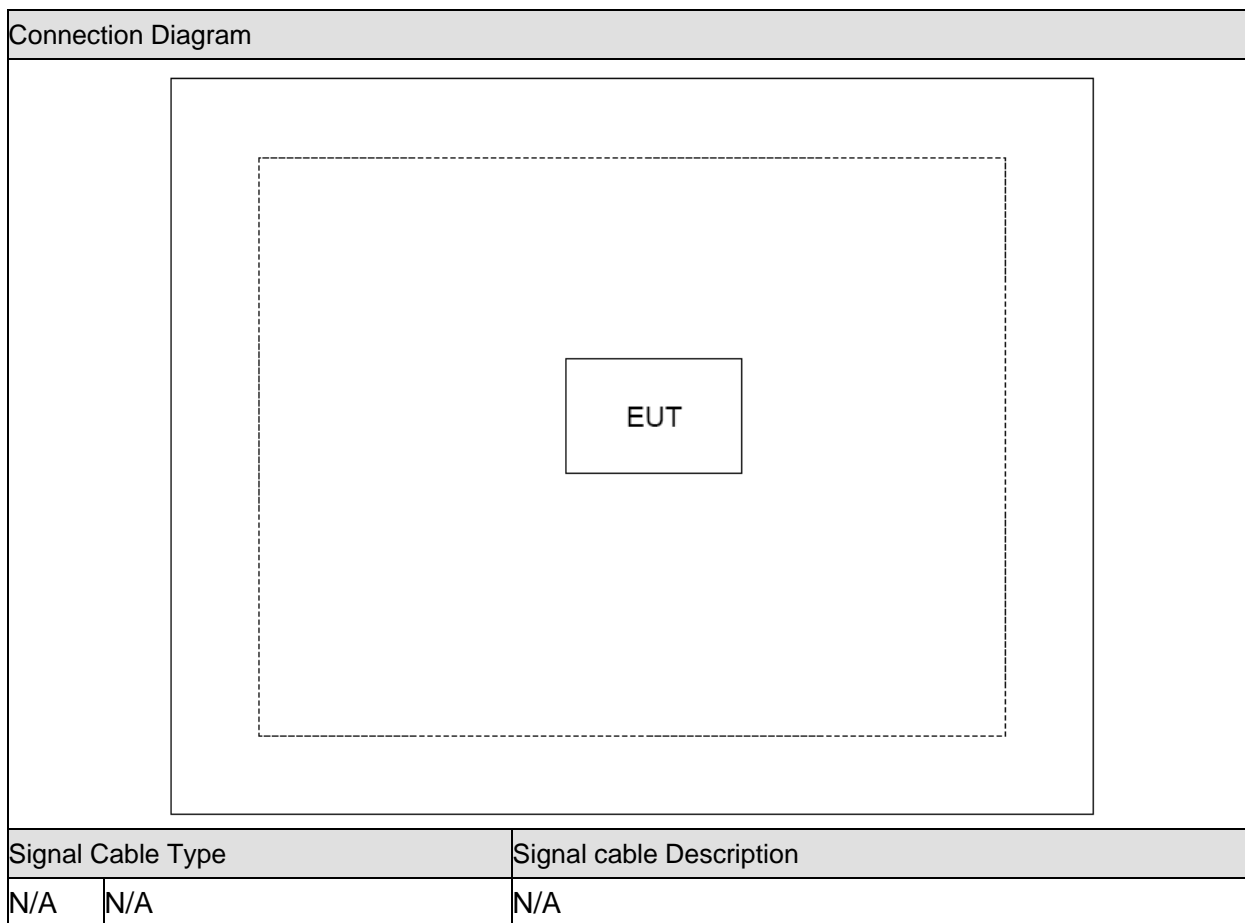 Connection Diagram
EUT
Signal Cable Type Signal cable Description
N/A N/A N/A